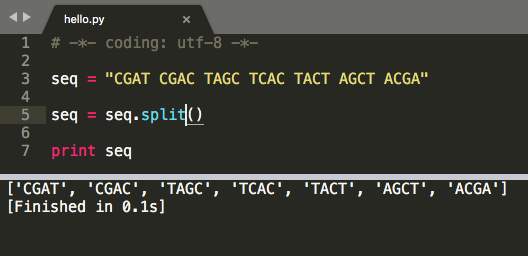 hello.py ×
1 # -*- coding: utf-8 -*-
2
3 seq = "CGAT CGAC TAGC TCAC TACT AGCT ACGA"
4
5 seq = seq.split()
6
7 print seq
['CGAT', 'CGAC', 'TAGC', 'TCAC', 'TACT', 'AGCT', 'ACGA']
[Finished in 0.1s]